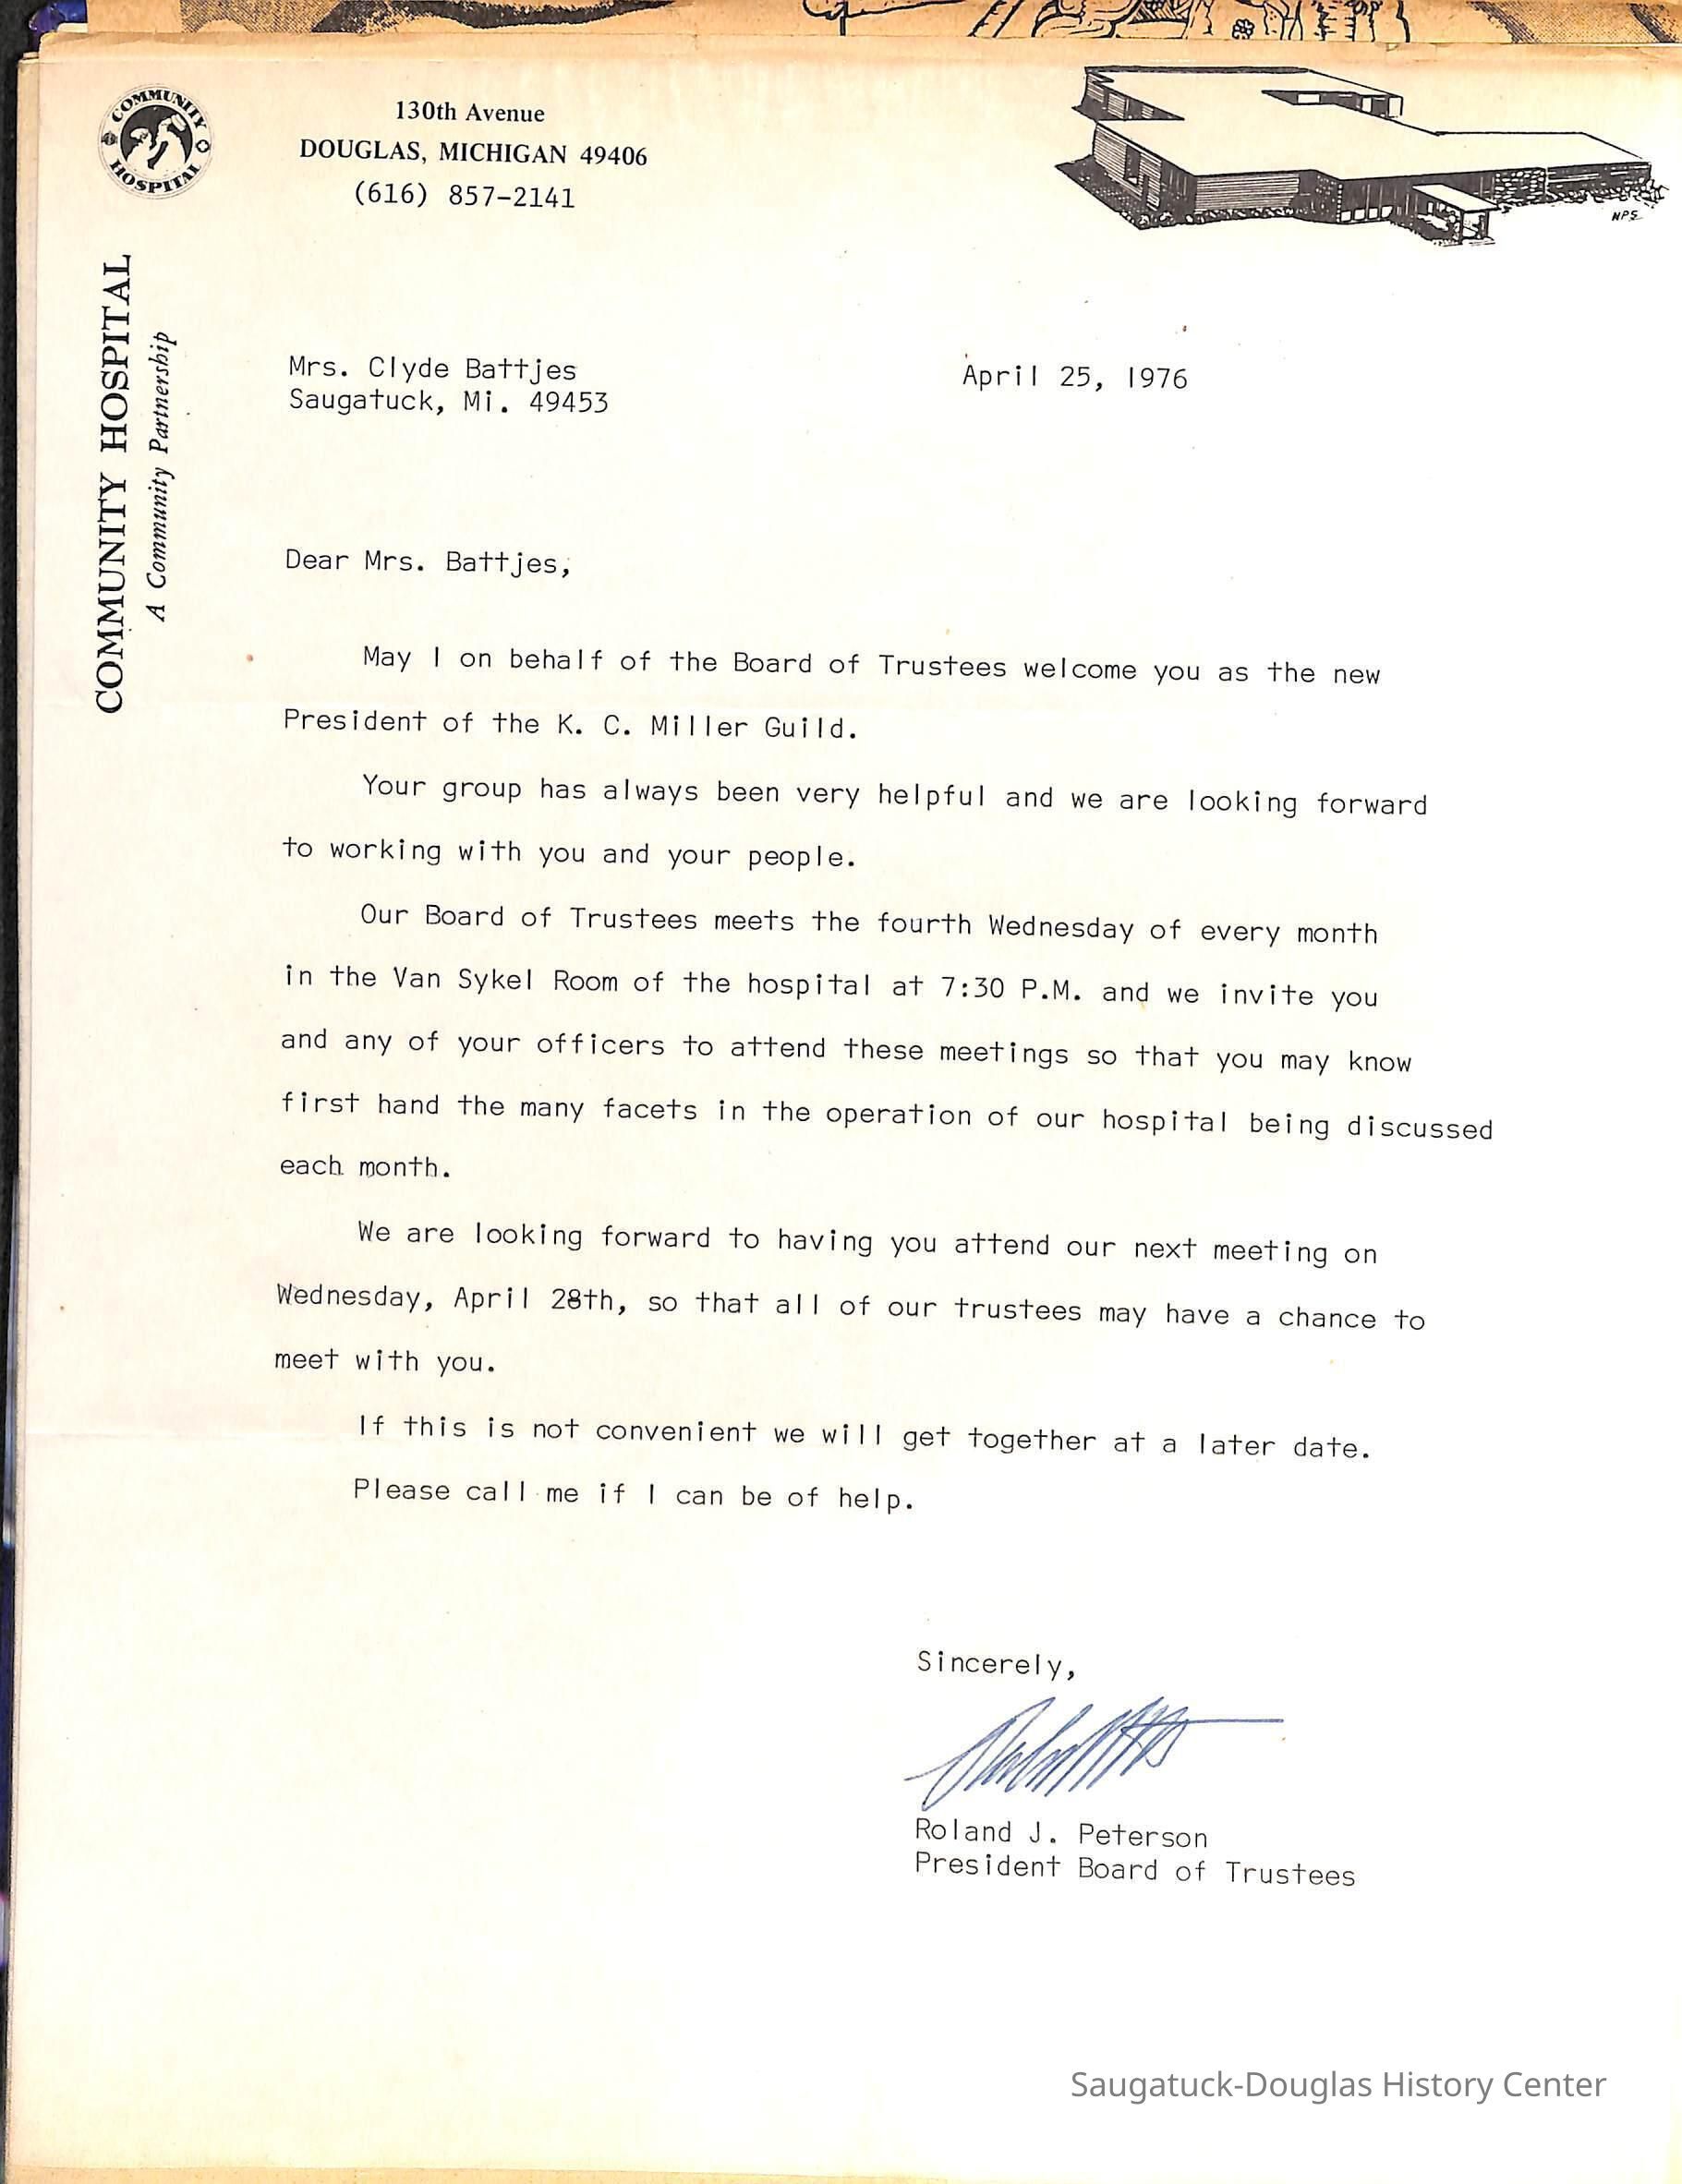 COMMUNITY HOSPITAL
130th Avenue
DOUGLAS, MICHIGAN 49406
(616) 857-2141
NPS
COMMUNITY HOSPITAL
A Community Partnership
Mrs. Clyde Battjes
Saugatuck, Mi. 49453
April 25, 1976
Dear Mrs. Battjes,
May I on behalf of the Board of Trustees welcome you as the new
President of the K. C. Miller Guild.
Your group has always been very helpful and we are looking forward
to working with you and your people.
Our Board of Trustees meets the fourth Wednesday of every month
in the Van Sykel Room of the hospital at 7:30 P.M. and we invite you
and any of your officers to attend these meetings so that you may know
first hand the many facets in the operation of our hospital being discussed
each month.
We are looking forward to having you attend our next meeting on
Wednesday, April 28th, so that all of our trustees may have a chance to
meet with you.
If this is not convenient we will get together at a later date.
Please call me if I can be of help.
Sincerely,
Roland J. Peterson
President Board of Trustees
Saugatuck-Douglas History Center